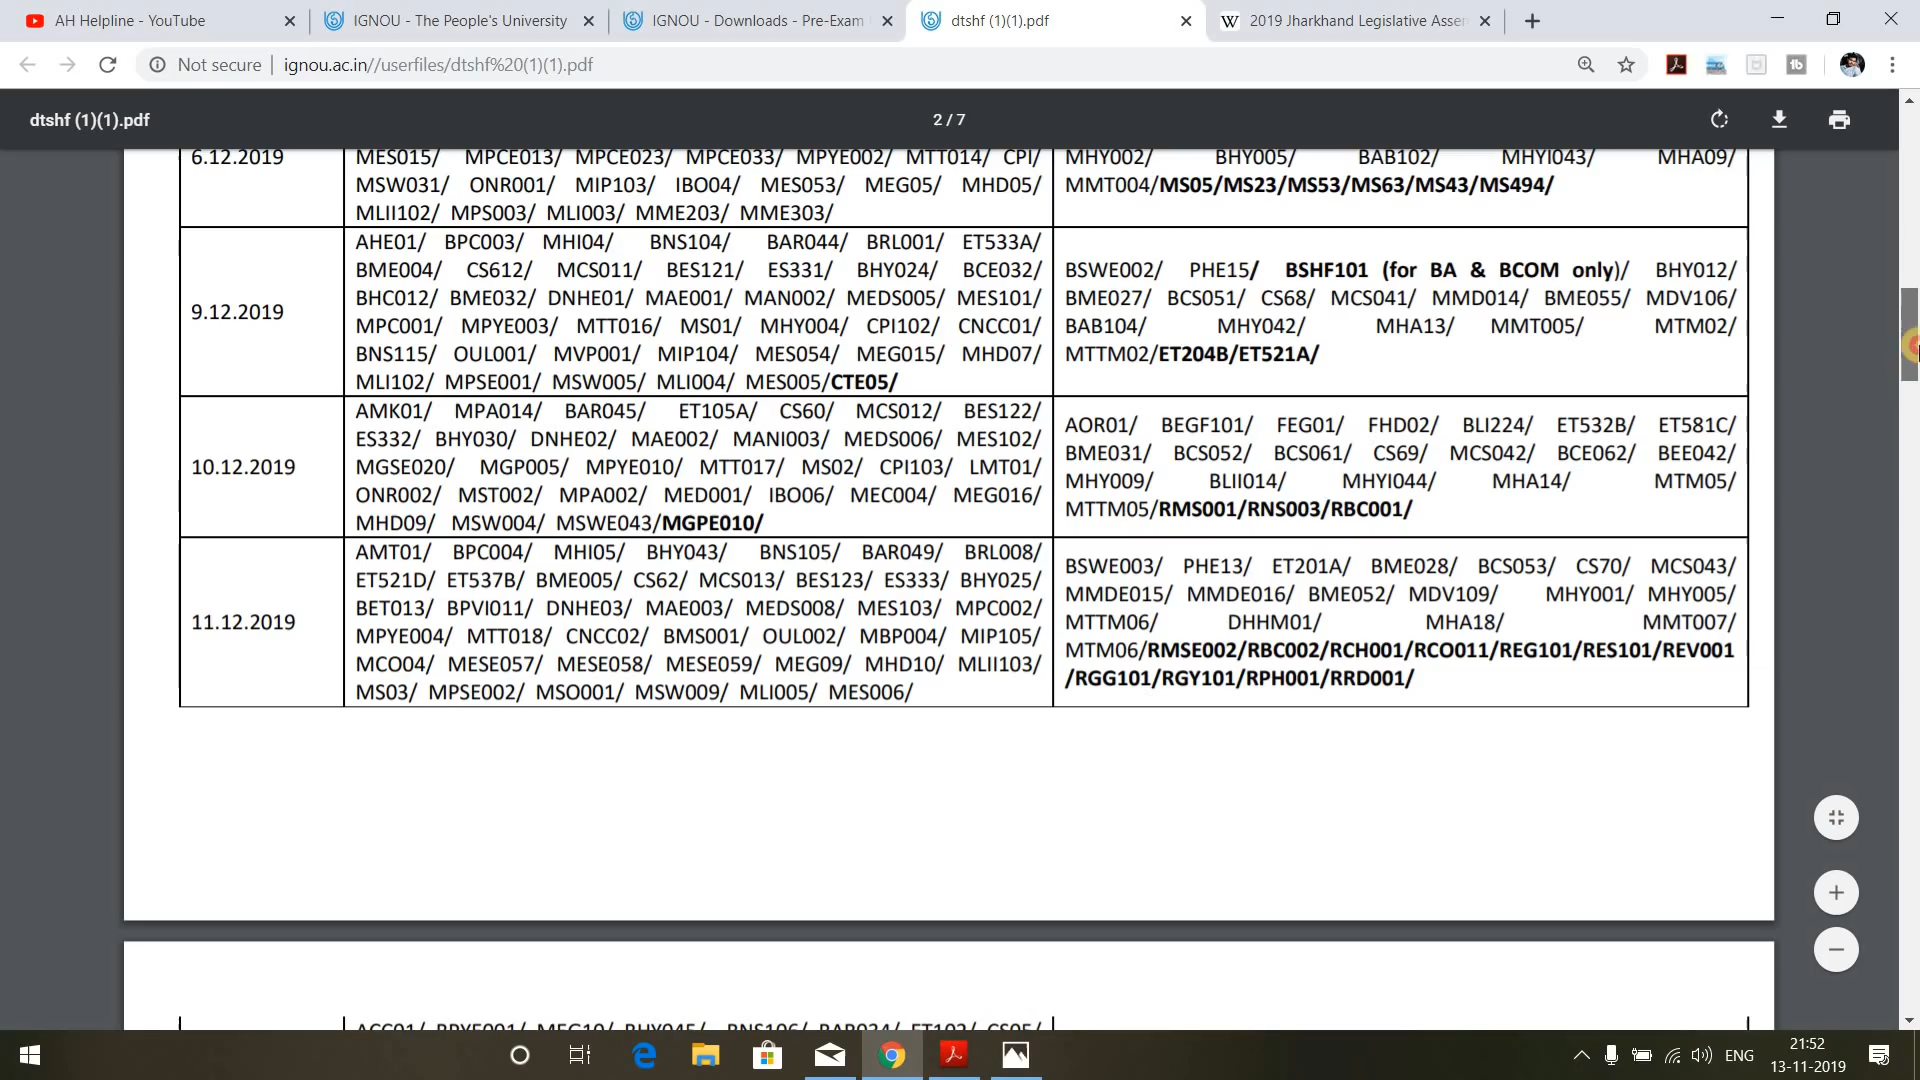 AH Helpline - YouTube
IGNOU - The People's University
IGNOU - Downloads - Pre-Exam
dtshf (1)(1).pdf
2019 Jharkhand Legislative Assem
Not secure
ignou.ac.in//userfiles/dtshf%20(1)(1).pdf
dtshf (1)(1).pdf
2 / 7
6.12.2019
MES015/ MPCE013/ MPCE023/ MPCE033/ MPYE002/ MTT014/ CPI/
MSW031/ ONR001/ MIP103/ IBO04/ MES053/ MEG05/ MHD05/
MLII102/ MPS003/ MLI003/ MME203/ MME303/
MHY002/ BHY005/ BAB102/ MHYI043/ MHA09/
MMT004/MS05/MS23/MS53/MS63/MS43/MS494/
9.12.2019
AHE01/ BPC003/ MHI04/ BNS104/ BAR044/ BRL001/ ET533A/
BME004/ CS612/ MCS011/ BES121/ ES331/ BHY024/ BCE032/
BHC012/ BME032/ DNHE01/ MAE001/ MAN002/ MEDS005/ MES101/
MPC001/ MPYE003/ MTT016/ MS01/ MHY004/ CPI102/ CNCC01/
BNS115/ OUL001/ MVP001/ MIP104/ MES054/ MEG015/ MHD07/
MLI102/ MPSE001/ MSW005/ MLI004/ MES005/CTE05/
BSWE002/ PHE15/ BSHF101 (for BA & BCOM only)/ BHY012/
BME027/ BCS051/ CS68/ MCS041/ MMD014/ BME055/ MDV106/
BAB104/ MHY042/ MHA13/ MMT005/ MTM02/
MTTM02/ET204B/ET521A/
10.12.2019
AMK01/ MPA014/ BAR045/ ET105A/ CS60/ MCS012/ BES122/
ES332/ BHY030/ DNHE02/ MAE002/ MANI003/ MEDS006/ MES102/
MGSE020/ MGP005/ MPYE010/ MTT017/ MS02/ CPI103/ LMT01/
ONR002/ MST002/ MPA002/ MED001/ IBO06/ MEC004/ MEG016/
MHD09/ MSW004/ MSWE043/MGPE010/
AOR01/ BEGF101/ FEG01/ FHD02/ BLI224/ ET532B/ ET581C/
BME031/ BCS052/ BCS061/ CS69/ MCS042/ BCE062/ BEE042/
MHY009/ BLII014/ MHYI044/ MHA14/ MTM05/
MTTM05/RMS001/RNS003/RBC001/
11.12.2019
AMT01/ BPC004/ MHI05/ BHY043/ BNS105/ BAR049/ BRL008/
ET521D/ ET537B/ BME005/ CS62/ MCS013/ BES123/ ES333/ BHY025/
BET013/ BPVI011/ DNHE03/ MAE003/ MEDS008/ MES103/ MPC002/
MPYE004/ MTT018/ CNCC02/ BMS001/ OUL002/ MBP004/ MIP105/
MCO04/ MESE057/ MESE058/ MESE059/ MEG09/ MHD10/ MLII103/
MS03/ MPSE002/ MSO001/ MSW009/ MLI005/ MES006/
BSWE003/ PHE13/ ET201A/ BME028/ BCS053/ CS70/ MCS043/
MMDE015/ MMDE016/ BME052/ MDV109/ MHY001/ MHY005/
MTTM06/ DHHM01/ MHA18/ MMT007/
MTM06/RMSE002/RBC002/RCH001/RCO011/REG101/RES101/REV001
/RGG101/RGY101/RPH001/RRD001/
ACC01/ BPYE001/ MEG10/ BHY045/ BNS106/ BAR024/ ET102/ CS05/
ENG
21:52
13-11-2019